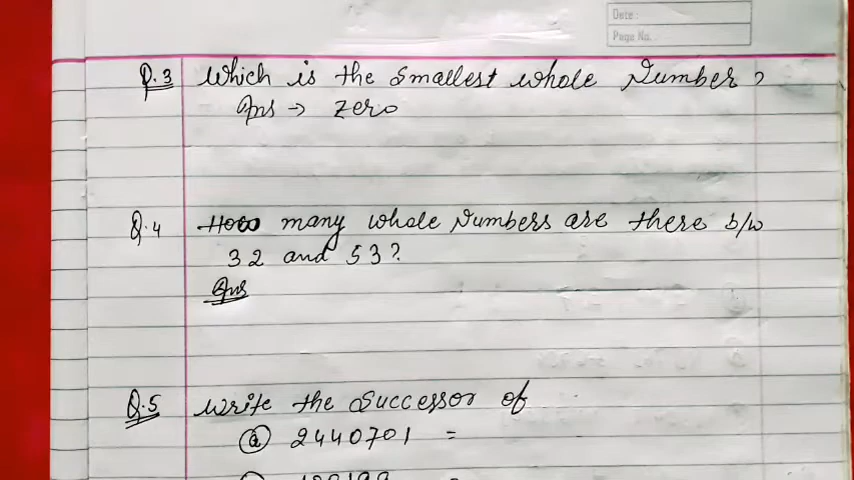 Date:
Page No.
Q.3 Which is the smallest whole Number?
Ans → zero
Q.4 How many whole Numbers are there b/w
32 and 53?
Ans
Q.5 Write the Successor of
(a) 2440701 =